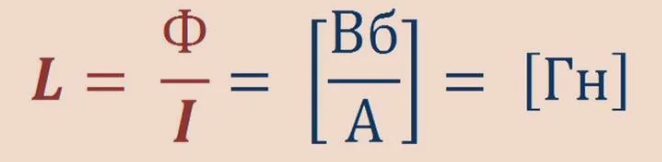 L = Ф/I = [Вб/А] = [Гн]